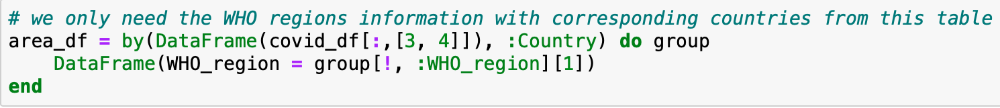 # we only need the WHO regions information with corresponding countries from this table
area_df = by(DataFrame(covid_df[:,[3, 4]]), :Country) do group
    DataFrame(WHO_region = group[!, :WHO_region][1])
end